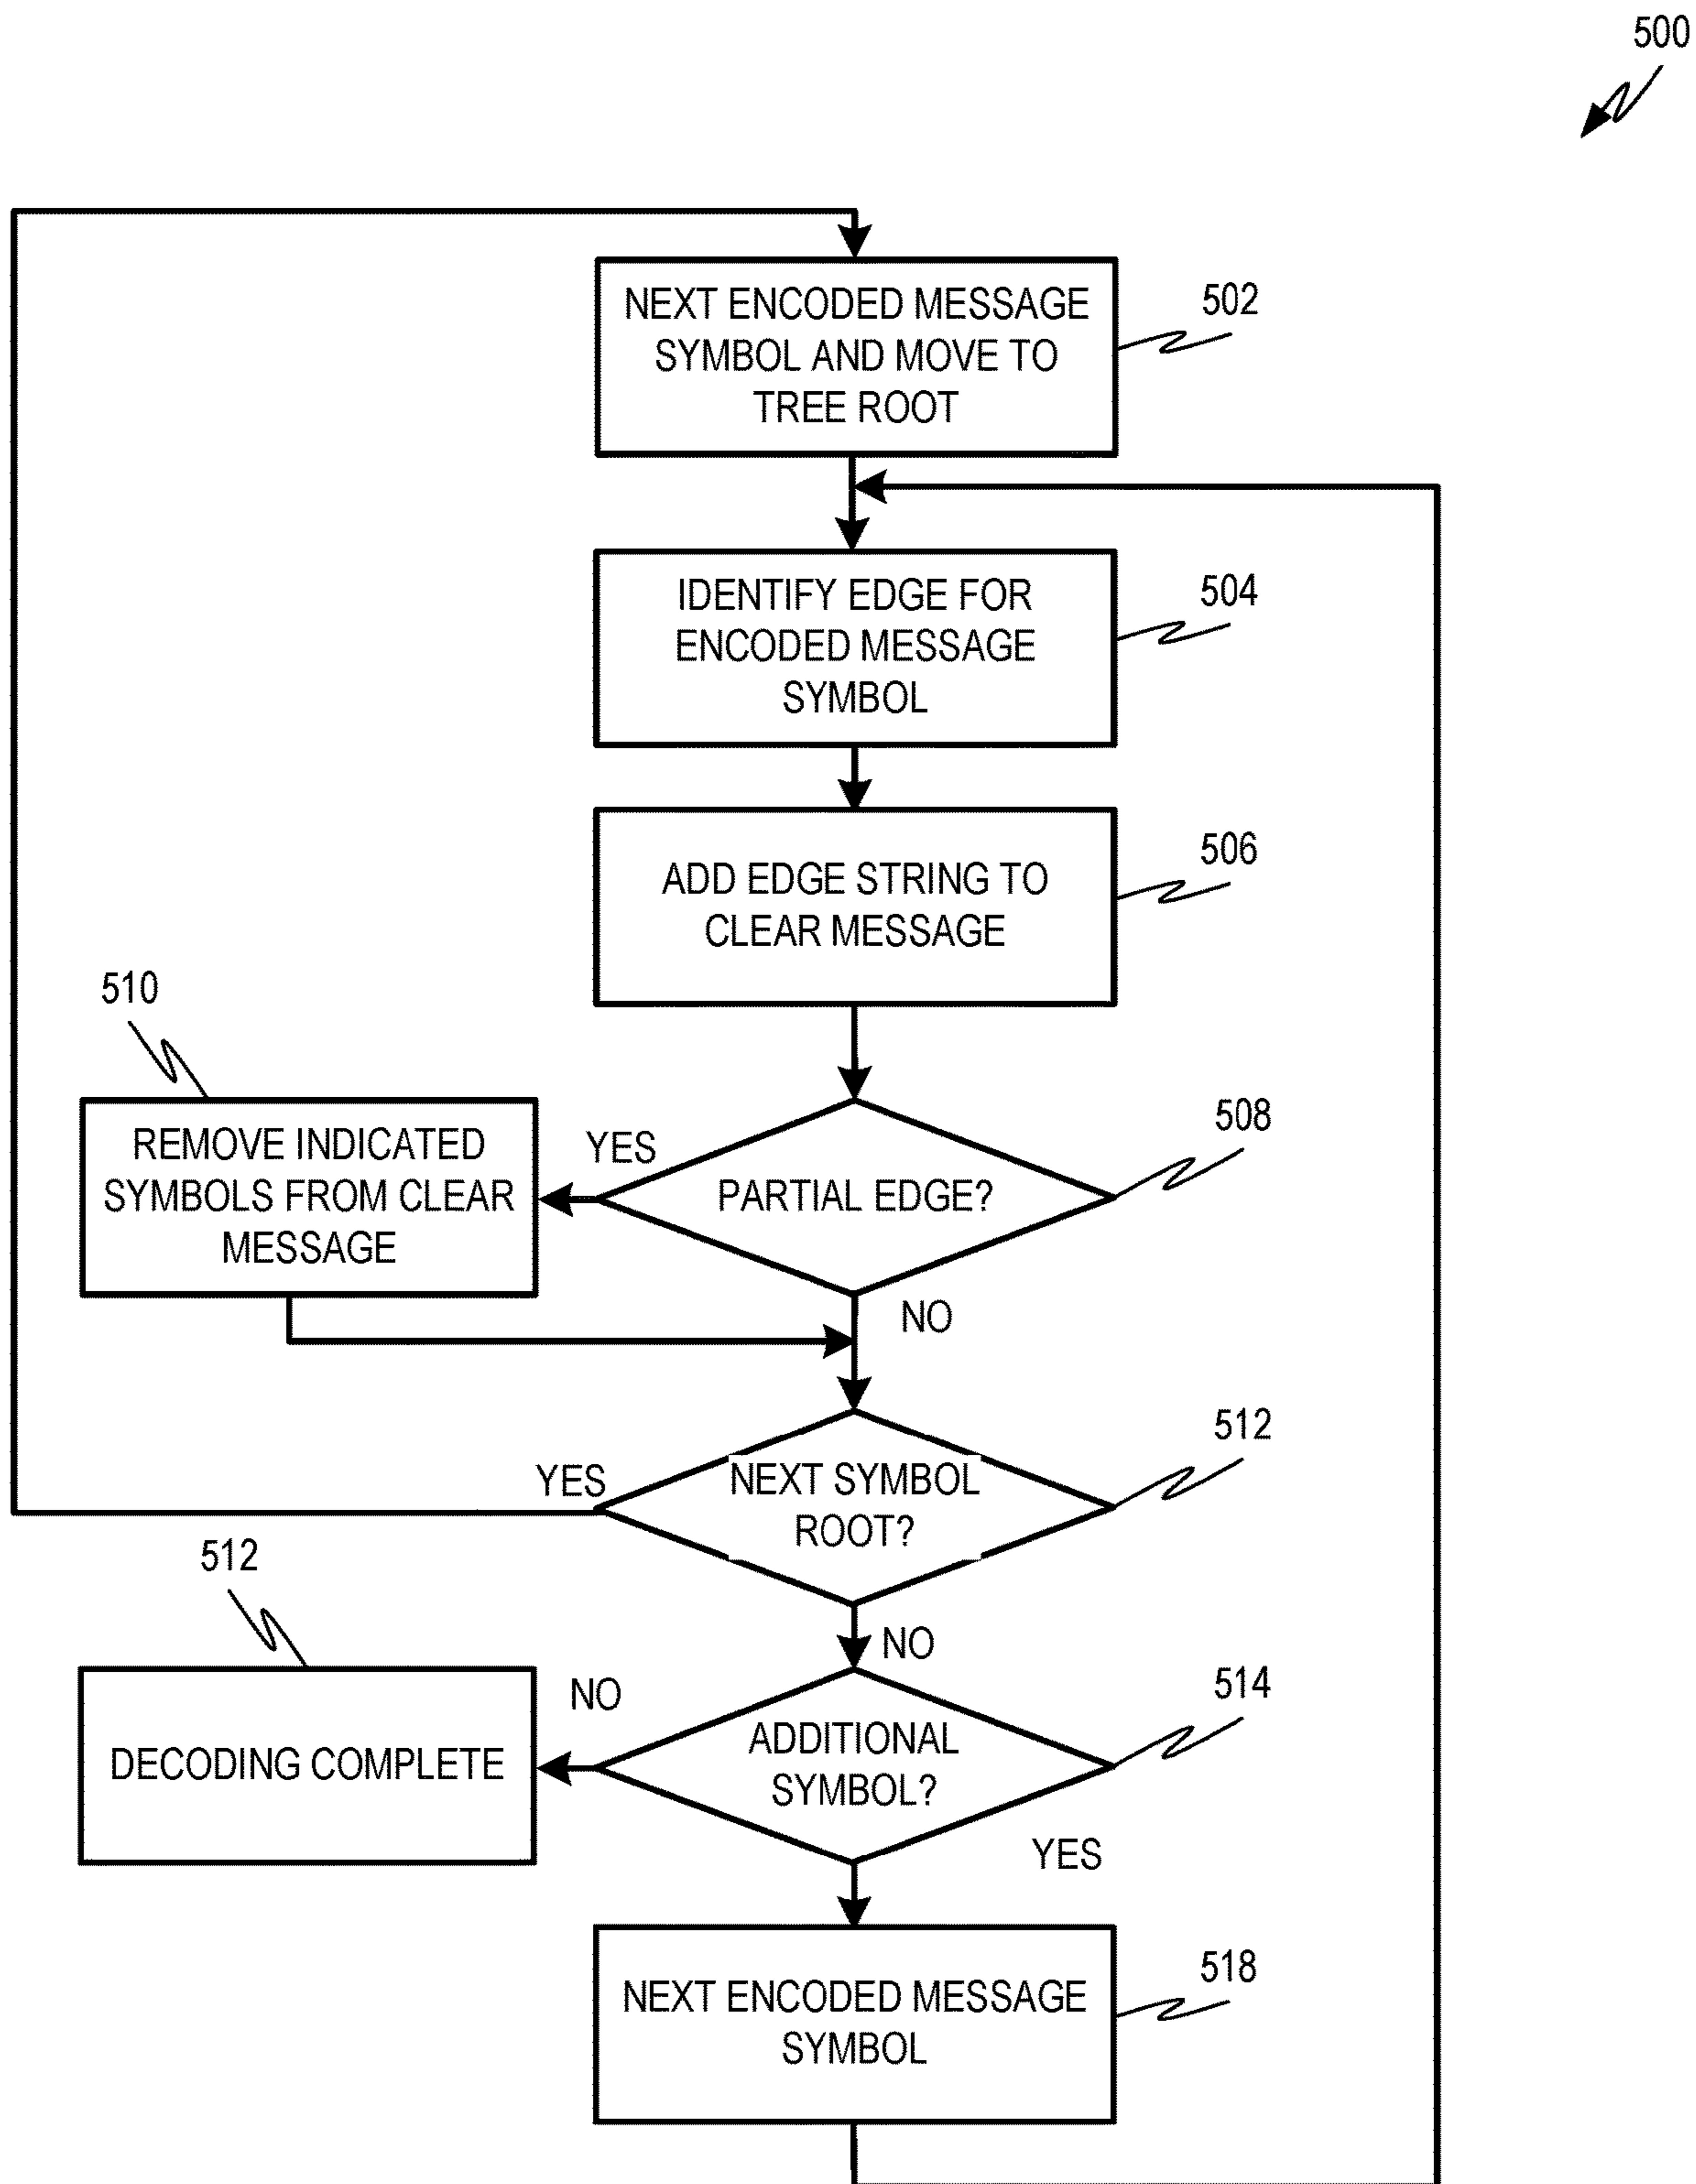 500
NEXT ENCODED MESSAGE
SYMBOL AND MOVE TO
TREE ROOT
502
IDENTIFY EDGE FOR
ENCODED MESSAGE
SYMBOL
504
ADD EDGE STRING TO
CLEAR MESSAGE
506
510
REMOVE INDICATED
SYMBOLS FROM CLEAR
MESSAGE
YES
PARTIAL EDGE?
508
NO
YES
NEXT SYMBOL
ROOT?
512
512
NO
DECODING COMPLETE
NO
ADDITIONAL
SYMBOL?
514
YES
NEXT ENCODED MESSAGE
SYMBOL
518